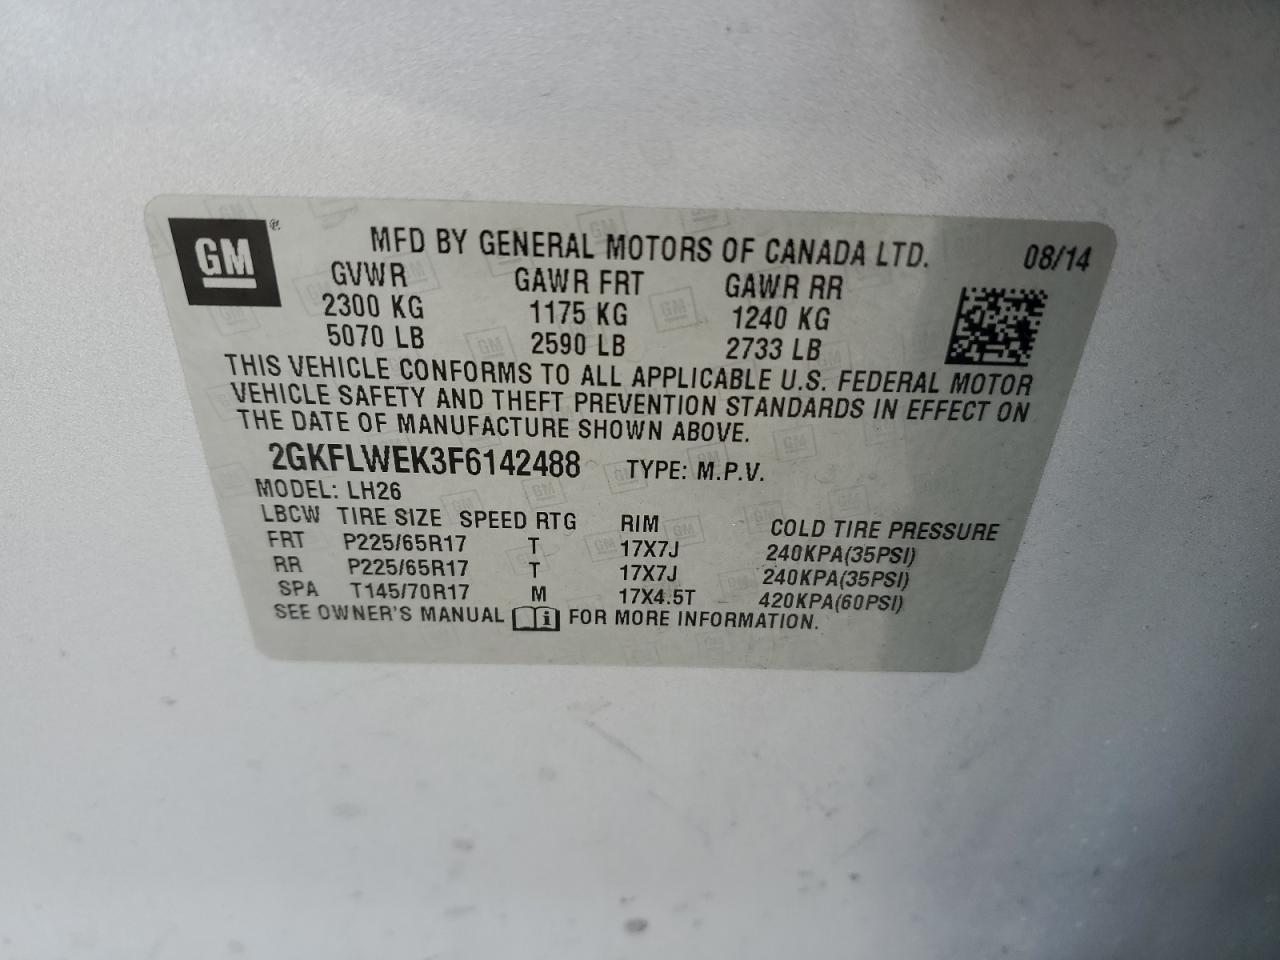 GM ® MFD BY GENERAL MOTORS OF CANADA LTD. 08/14
GVWR GAWR FRT GAWR RR
2300 KG 1175 KG 1240 KG
5070 LB 2590 LB 2733 LB
THIS VEHICLE CONFORMS TO ALL APPLICABLE U.S. FEDERAL MOTOR
VEHICLE SAFETY AND THEFT PREVENTION STANDARDS IN EFFECT ON
THE DATE OF MANUFACTURE SHOWN ABOVE.
2GKFLWEK3F6142488 TYPE: M.P.V.
MODEL: LH26
LBCW TIRE SIZE SPEED RTG RIM COLD TIRE PRESSURE
FRT P225/65R17 T 17X7J 240KPA(35PSI)
RR P225/65R17 T 17X7J 240KPA(35PSI)
SPA T145/70R17 M 17X4.5T 420KPA(60PSI)
SEE OWNER'S MANUAL i FOR MORE INFORMATION.